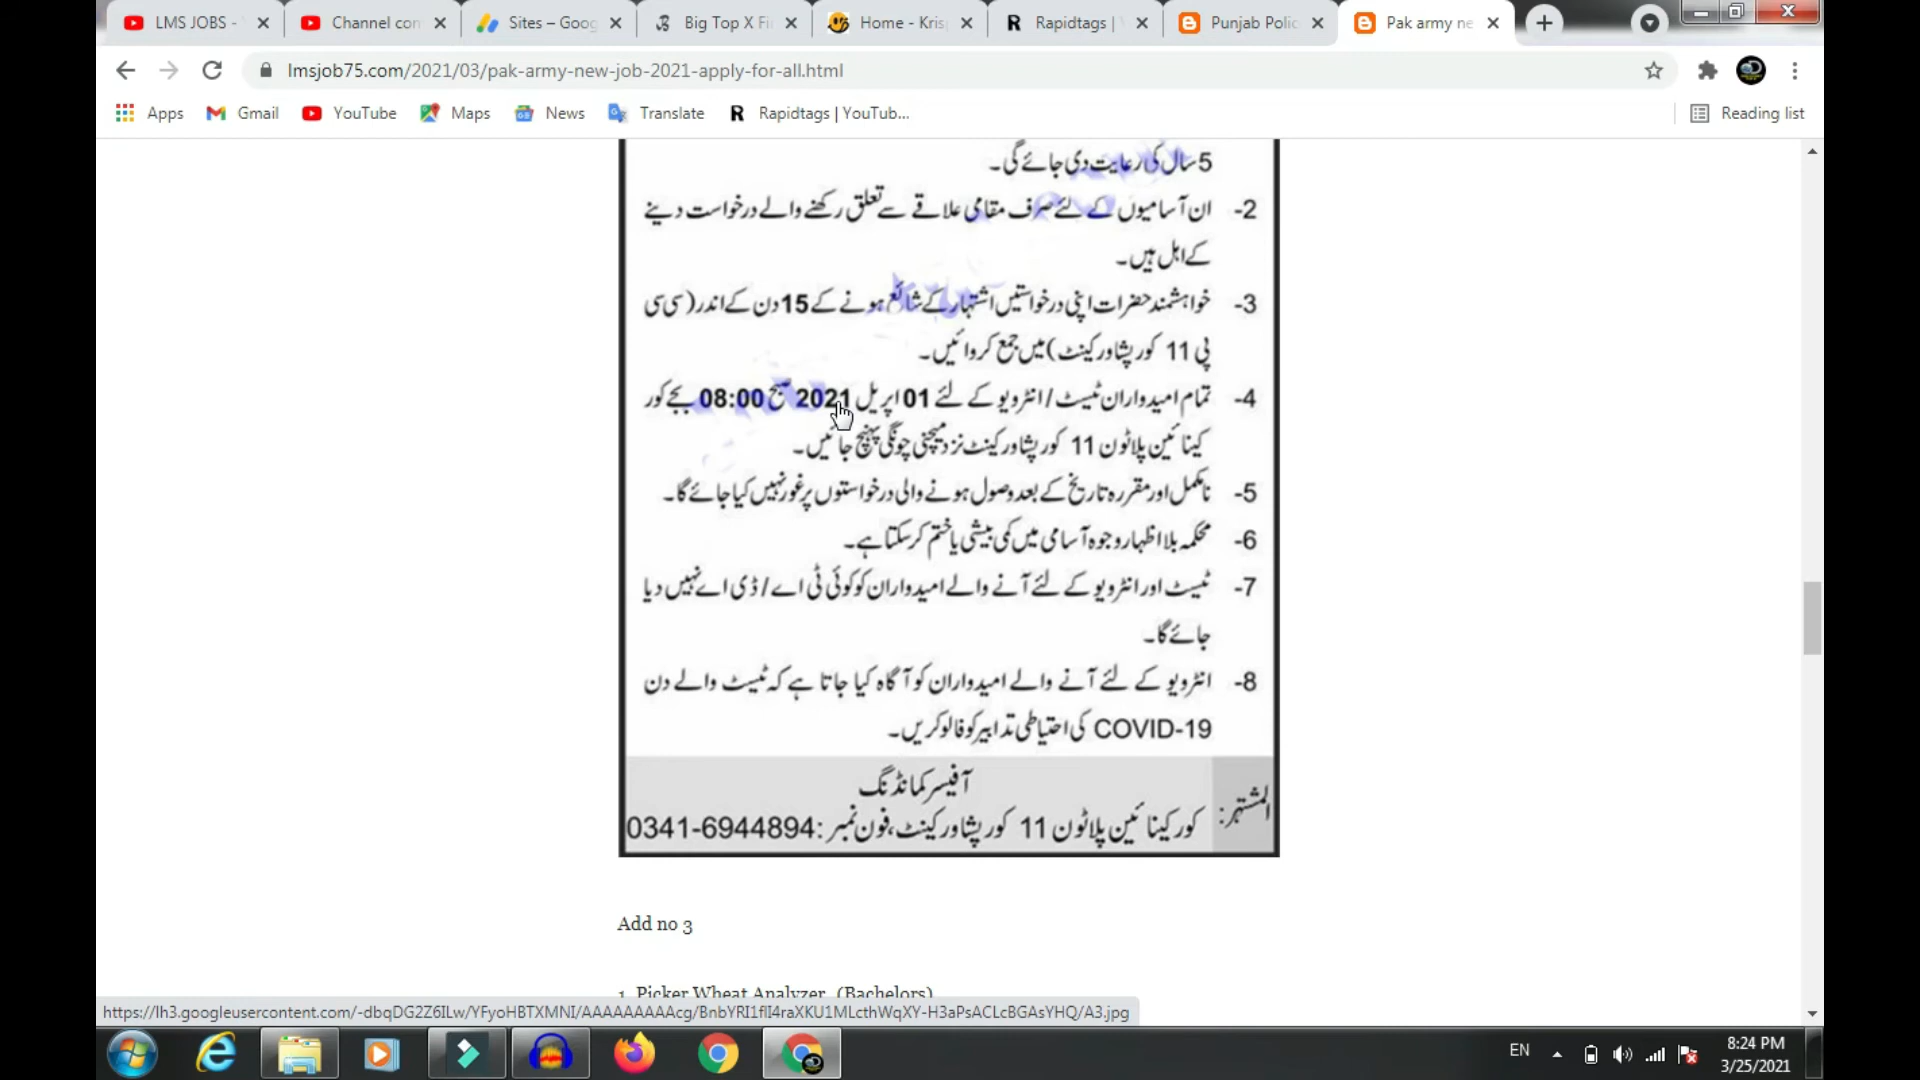 LMS JOBS -
Channel con
Sites – Goog
Big Top X Fi
Home - Kris
Rapidtags |
Punjab Polic
Pak army ne
lmsjob75.com/2021/03/pak-army-new-job-2021-apply-for-all.html
Apps
Gmail
YouTube
Maps
News
Translate
Rapidtags | YouTub...
Reading list
5 سال کی رعایت دی جائے گی۔
2- ان آسامیوں کے لئے صرف مقامی علاقے سے تعلق رکھنے والے درخواست دینے
کے اہل ہیں۔
3- خواہشمند حضرات اپنی درخواستیں اشتہار کے شائع ہونے کے 15 دن کے اندر (سی سی
پی 11 کور پشاور کینٹ) میں جمع کروائیں۔
4- تمام امیدواران ٹیسٹ / انٹرویو کے لئے 01 اپریل 2021 صبح 08:00 بجے کور
کینائین پلاٹون 11 کور پشاور کینٹ نزد میچنی چونگی پہنچ جائیں۔
5- نامکمل اور مقررہ تاریخ کے بعد وصول ہونے والی درخواستوں پر غور نہیں کیا جائے گا۔
6- محکمہ بلا اظہار وجوہ آسامی میں کمی بیشی یا ختم کر سکتا ہے۔
7- ٹیسٹ اور انٹرویو کے لئے آنے والے امیدواران کو کوئی ٹی اے / ڈی اے نہیں دیا
جائے گا۔
8- انٹرویو کے لئے آنے والے امیدواران کو آگاہ کیا جاتا ہے کہ ٹیسٹ والے دن
COVID-19 کی احتیاطی تدابیر کو فالو کریں۔
المشتہر:
آفیسر کمانڈنگ
کور کینائین پلاٹون 11 کور پشاور کینٹ، فون نمبر: 0341-6944894
Add no 3
1. Picker Wheat Analyzer (Bachelors)
https://lh3.googleusercontent.com/-dbqDG2Z6ILw/YFyoHBTXMNI/AAAAAAAAAcg/BnbYRI1flI4raXKU1MLcthWqXY-H3aPsACLcBGAsYHQ/A3.jpg
EN
8:24 PM
3/25/2021